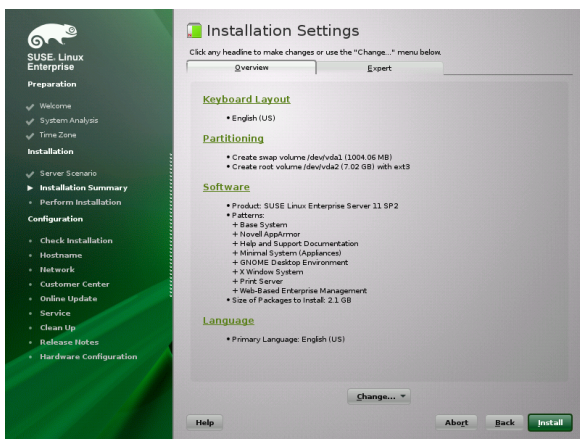 SUSE. Linux
Enterprise
Preparation
Welcome
System Analysis
Time Zone
Installation
Server Scenario
Installation Summary
Perform Installation
Configuration
Check Installation
Hostname
Network
Customer Center
Online Update
Service
Clean Up
Release Notes
Hardware Configuration
Installation Settings
Click any headline to make changes or use the "Change..." menu below.
Overview
Expert
Keyboard Layout
• English (US)
Partitioning
• Create swap volume /dev/vda1 (1004.06 MB)
• Create root volume /dev/vda2 (7.02 GB) with ext3
Software
• Product: SUSE Linux Enterprise Server 11 SP2
• Patterns:
+ Base System
+ Novell AppArmor
+ Help and Support Documentation
+ Minimal System (Appliances)
+ GNOME Desktop Environment
+ X Window System
+ Print Server
+ Web-Based Enterprise Management
• Size of Packages to Install: 2.1 GB
Language
• Primary Language: English (US)
Change...
Help
Abort
Back
Install